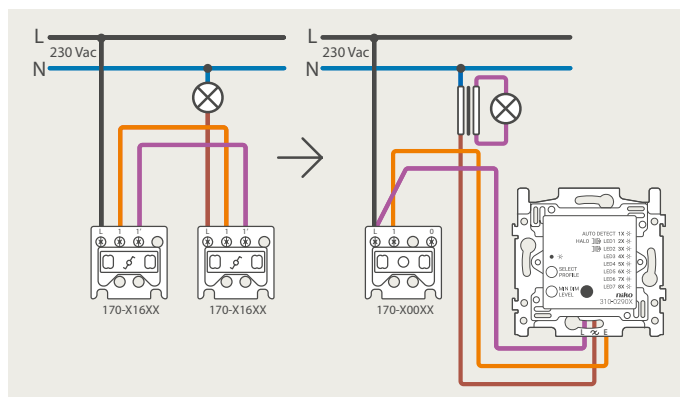 L
230 Vac
N
L 1 1'
L 1 1'
170-X16XX
170-X16XX
L
230 Vac
N
L 1 0
170-X00XX
AUTO DETECT 1X
HALO LED1 2X
LED2 3X
LED3 4X
LED4 5X
LED5 6X
LED6 7X
LED7 8X
SELECT
PROFILE
MIN DIM
LEVEL
niko
310-0290X
L E